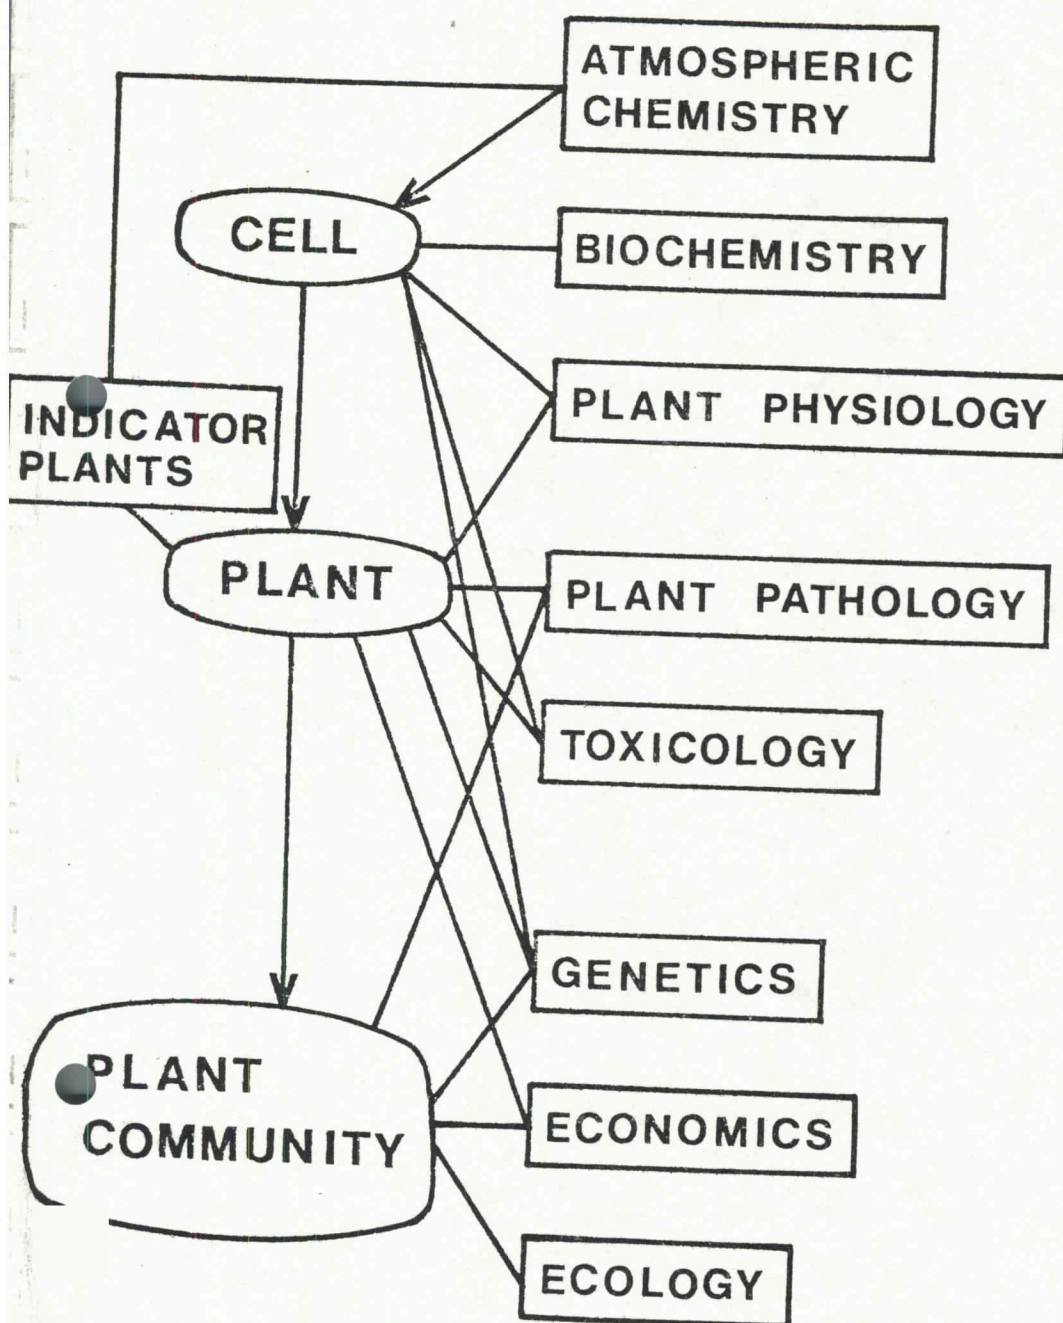 ATMOSPHERIC
CHEMISTRY
CELL
BIOCHEMISTRY
INDICATOR
PLANTS
PLANT PHYSIOLOGY
PLANT
PLANT PATHOLOGY
TOXICOLOGY
GENETICS
PLANT
COMMUNITY
ECONOMICS
ECOLOGY